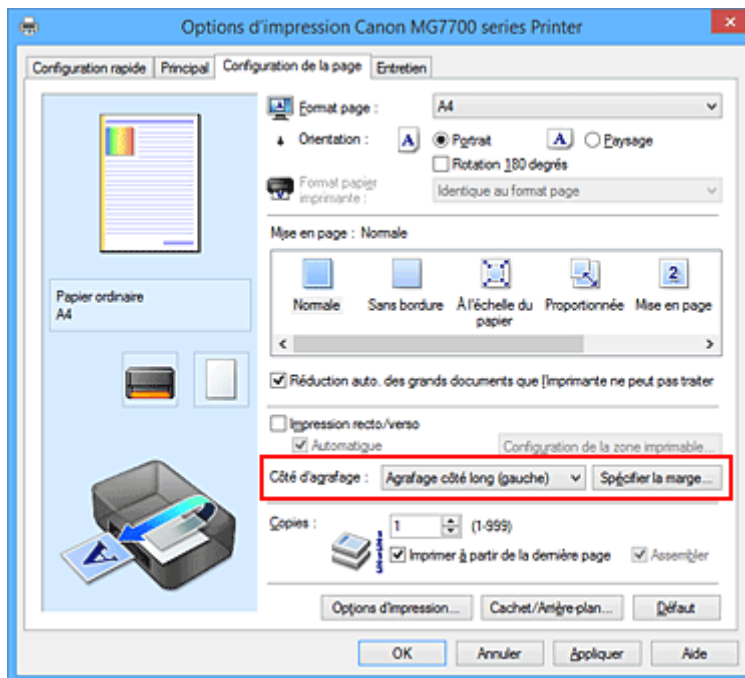 Options d'impression Canon MG7700 series Printer
Configuration rapide Principal Configuration de la page Entretien
Format page : A4
Orientation : A Portrait A Paysage
Rotation 180 degrés
Format papier
imprimante : Identique au format page
Mise en page : Normale
Normale Sans bordure À l'échelle du Proportionnée Mise en page
papier
Papier ordinaire
A4
Réduction auto. des grands documents que l'imprimante ne peut pas traiter
Impression recto/verso
Automatique Configuration de la zone imprimable...
Côté d'agrafage : Agrafage côté long (gauche) Spécifier la marge...
Copies : 1 (1-999)
Imprimer à partir de la dernière page Assembler
Options d'impression... Cachet/Arrière-plan... Défaut
OK Annuler Appliquer Aide